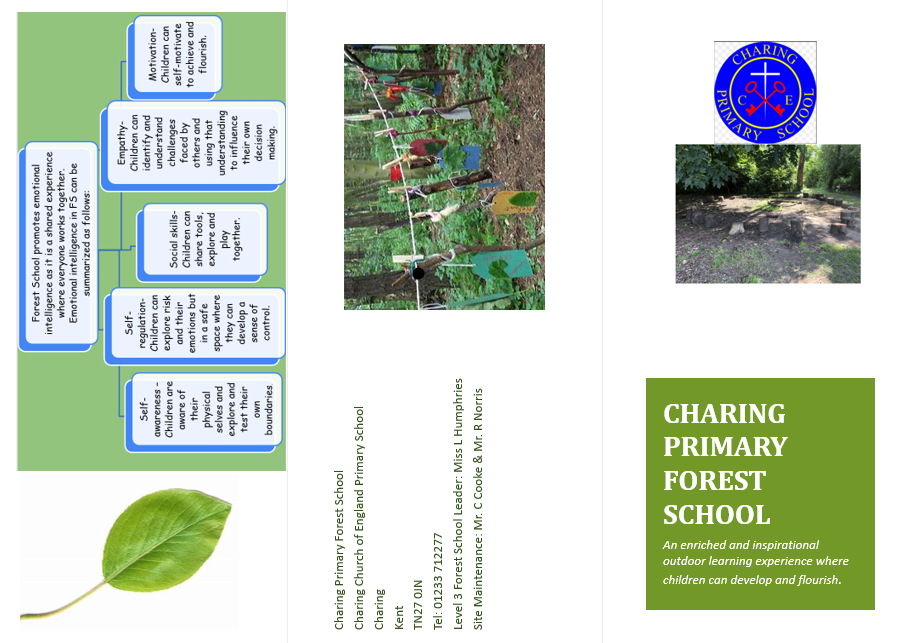 Forest School promotes emotional
intelligence as it is a shared experience
where everyone works together.
Emotional intelligence in FS can be
summarized as follows:
Self-
awareness –
Children are
aware of
their
physical
selves and
explore and
test their
own
boundaries
Self-
regulation-
Children can
explore risk
and their
emotions but
in a safe
space where
they can
develop a
sense of
control.
Social skills-
Children can
share tools,
explore and
play
together.
Empathy-
Children can
identify and
understand
challenges
faced by
others and
using that
understanding
to influence
their own
decision
making.
Motivation-
Children can
self-motivate
to achieve and
flourish.
Charing Primary Forest School
Charing Church of England Primary School
Charing
Kent
TN27 0JN
Tel: 01233 712277
Level 3 Forest School Leader: Miss L Humphries
Site Maintenance: Mr. C Cooke & Mr. R Norris
CHARING
C E
PRIMARY SCHOOL
CHARING
PRIMARY
FOREST
SCHOOL
An enriched and inspirational
outdoor learning experience where
children can develop and flourish.